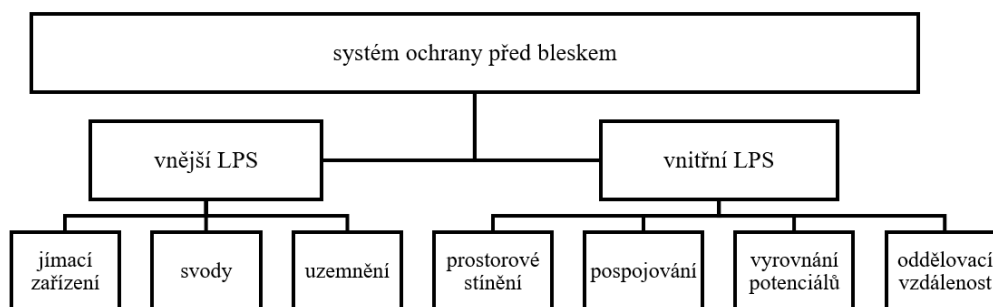 systém ochrany před bleskem
vnější LPS
vnitřní LPS
jímací
zařízení
svody
uzemnění
prostorové
stínění
pospojování
vyrovnání
potenciálů
oddělovací
vzdálenost